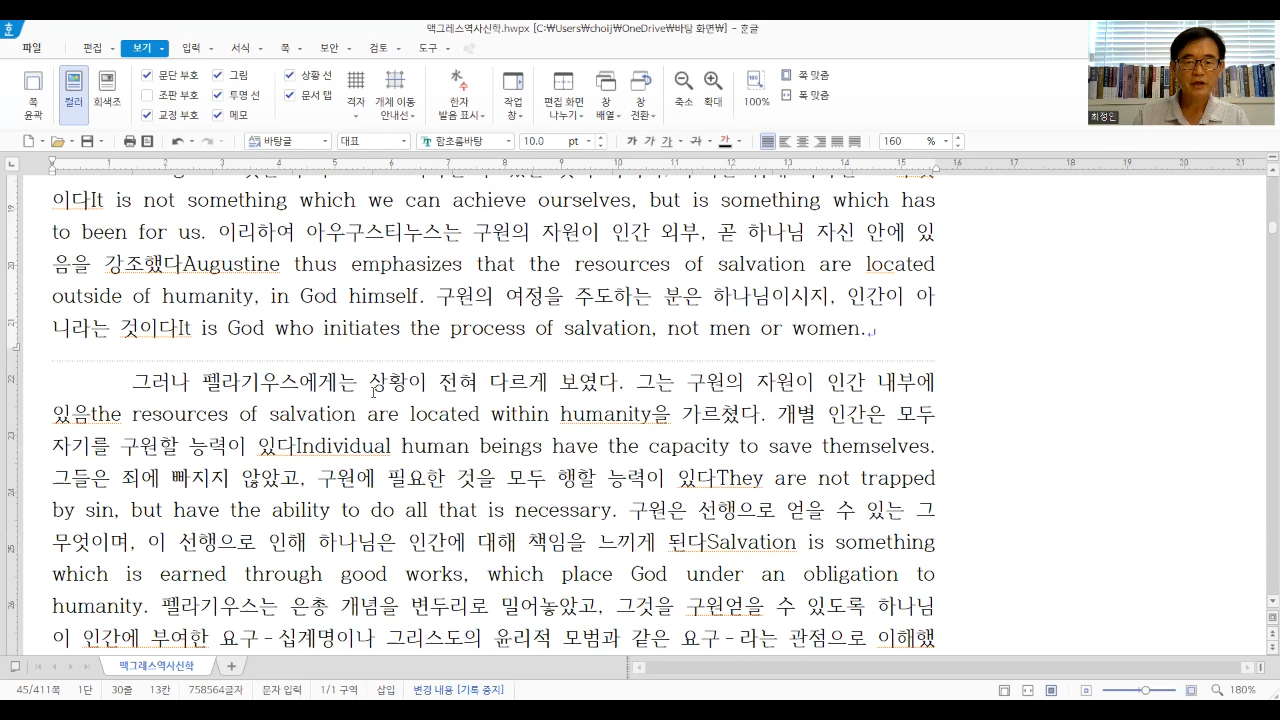 맥그레스역사신학.hwpx [C:₩Users₩choij₩OneDrive₩바탕 화면₩] - 훈글
파일 편집 보기 입력 서식 쪽 보안 검토
문단 부호 그림
조판 부호 투명 선
교정 부호 메모
쪽 윤곽
컬러
회색조
격자
개체 이동 안내선
한자 발음 표시
작업 창
편집 화면 나누기
창 배열
창 전환
축소
확대
100%
쪽 맞춤
폭 맞춤
최정인
바탕글 대표 함초롬바탕 10.0 pt 160 %
1 2 3 4 5 6 7 8 9 10 11 12 13 14 15 16 17 18 19 20 21
이다It is not something which we can achieve ourselves, but is something which has
to been for us. 이리하여 아우구스티누스는 구원의 자원이 인간 외부, 곧 하나님 자신 안에 있
음을 강조했다Augustine thus emphasizes that the resources of salvation are located
outside of humanity, in God himself. 구원의 여정을 주도하는 분은 하나님이시지, 인간이 아
니라는 것이다It is God who initiates the process of salvation, not men or women.
그러나 펠라기우스에게는 상황이 전혀 다르게 보였다. 그는 구원의 자원이 인간 내부에
있음the resources of salvation are located within humanity을 가르쳤다. 개별 인간은 모두
자기를 구원할 능력이 있다Individual human beings have the capacity to save themselves.
그들은 죄에 빠지지 않았고, 구원에 필요한 것을 모두 행할 능력이 있다They are not trapped
by sin, but have the ability to do all that is necessary. 구원은 선행으로 얻을 수 있는 그
무엇이며, 이 선행으로 인해 하나님은 인간에 대해 책임을 느끼게 된다Salvation is something
which is earned through good works, which place God under an obligation to
humanity. 펠라기우스는 은총 개념을 변두리로 밀어놓았고, 그것을 구원얻을 수 있도록 하나님
이 인간에 부여한 요구-십계명이나 그리스도의 윤리적 모범과 같은 요구-라는 관점으로 이해했
19
20
21
22
23
24
25
26
맥그레스역사신학
45/411쪽 1단 30줄 13칸 758564글자 문자 입력 1/1 구역 삽입 변경 내용 [기록 중지] 180%